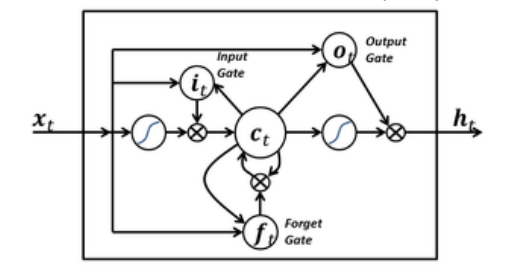 Input
Gate
Output
Gate
i_t
o_t
x_t
c_t
h_t
f_t
Forget
Gate